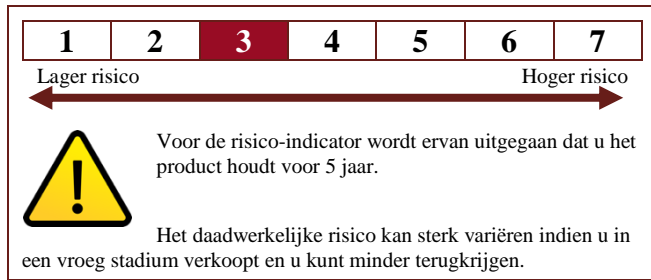 1 2 3 4 5 6 7
Lager risico Hoger risico
Voor de risico-indicator wordt ervan uitgegaan dat u het
product houdt voor 5 jaar.
Het daadwerkelijke risico kan sterk variëren indien u in
een vroeg stadium verkoopt en u kunt minder terugkrijgen.